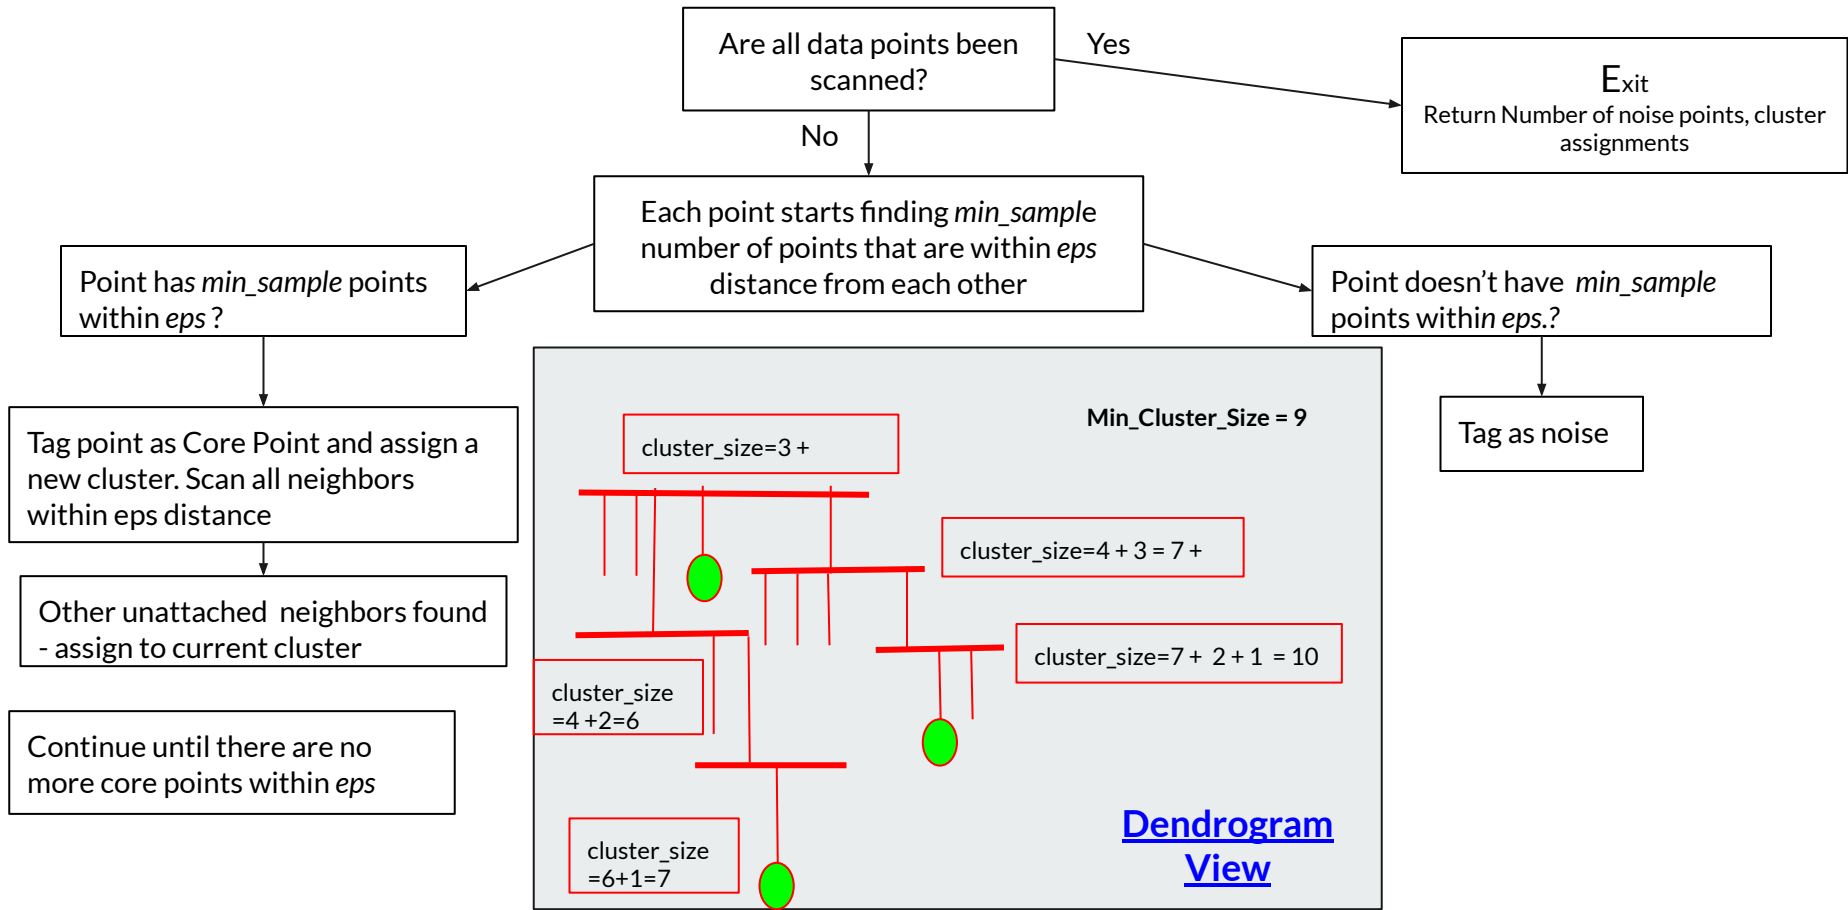 Are all data points been
scanned?
Yes
Exit
Return Number of noise points, cluster
assignments
No
Each point starts finding min_sample
number of points that are within eps
distance from each other
Point has min_sample points
within eps ?
Point doesn't have min_sample
points within eps.?
Tag point as Core Point and assign a
new cluster. Scan all neighbors
within eps distance
Tag as noise
Other unattached neighbors found
- assign to current cluster
Continue until there are no
more core points within eps
Min_Cluster_Size = 9
cluster_size=3 +
cluster_size=4 + 3 = 7 +
cluster_size=7 + 2 + 1 = 10
cluster_size
=4 +2=6
cluster_size
=6+1=7
Dendrogram
View